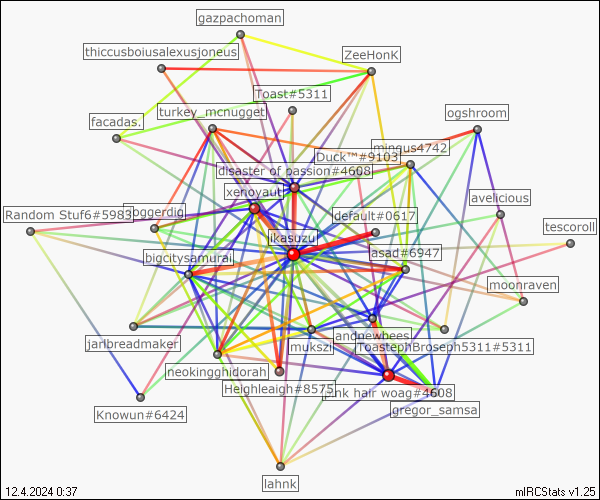 gazpachoman
thiccusboiusalexusjoneus
ZeeHonK
Toast#5311
turkey_mcnugget
ogshroom
facadas.
mingus4742
Duck™#9103
disaster of passion#4608
xenoyaut
avelicious
Random Stuf6#5983
joggerdig
default#0617
tescoroll
ikasuzu
asad#6947
bigcitysamurai
moonraven
jarlbreadmaker
andrewbees
mukszi
ToastephBroseph5311#5311
neokingghidorah
Heighleaigh#8575
pink hair woag#4608
Knowun#6424
gregor_samsa
lahnk
12.4.2024 0:37
mIRCStats v1.25